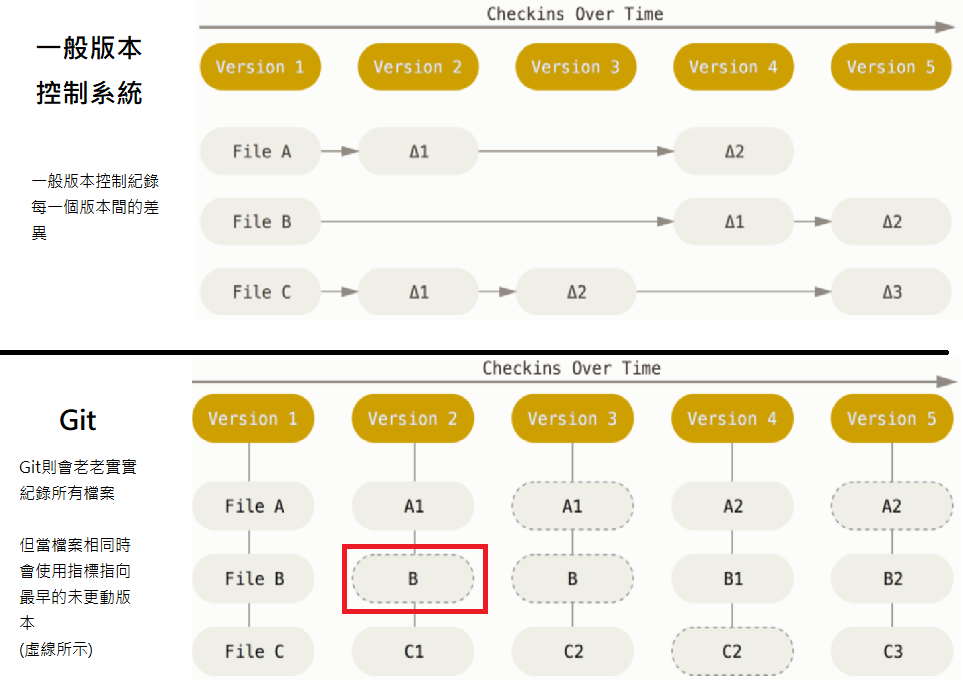 一般版本
控制系統
一般版本控制紀錄
每一個版本間的差
異
Checkins Over Time
Version 1 Version 2 Version 3 Version 4 Version 5
File A Δ1 Δ2
File B Δ1 Δ2
File C Δ1 Δ2 Δ3
Git
Git則會老老實實
紀錄所有檔案
但當檔案相同時
會使用指標指向
最早的未更動版
本
(虛線所示)
Checkins Over Time
Version 1 Version 2 Version 3 Version 4 Version 5
File A A1 A1 A2 A2
File B B B B1 B2
File C C1 C2 C2 C3